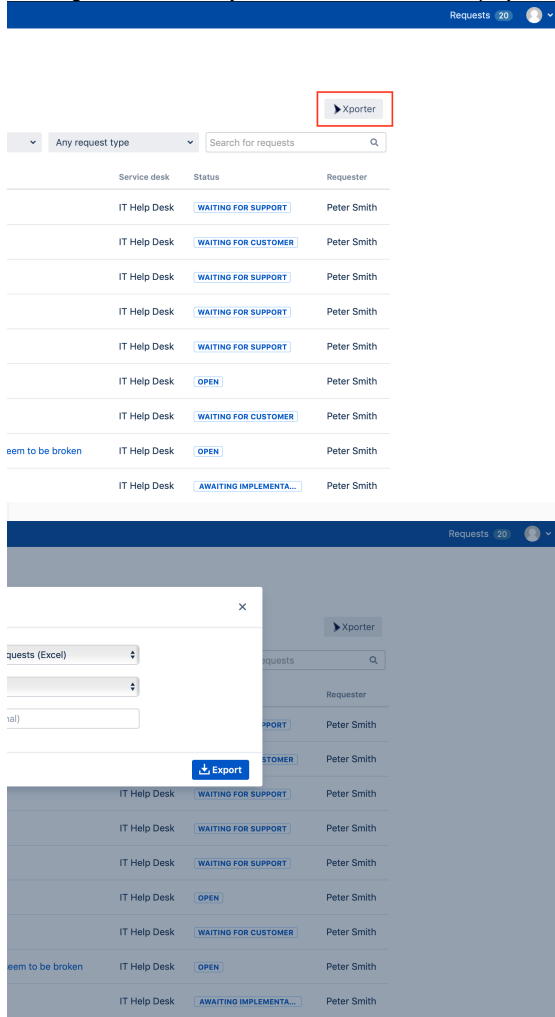 Requests 20
Xporter
Any request type
Search for requests
Service desk Status Requester
IT Help Desk WAITING FOR SUPPORT Peter Smith
IT Help Desk WAITING FOR CUSTOMER Peter Smith
IT Help Desk WAITING FOR SUPPORT Peter Smith
IT Help Desk WAITING FOR SUPPORT Peter Smith
IT Help Desk WAITING FOR SUPPORT Peter Smith
IT Help Desk OPEN Peter Smith
IT Help Desk WAITING FOR CUSTOMER Peter Smith
eem to be broken IT Help Desk OPEN Peter Smith
IT Help Desk AWAITING IMPLEMENTA... Peter Smith
Requests 20
Xporter
quests (Excel)
equests
Requester
nal)
PPORT Peter Smith
STOMER Peter Smith
Export
IT Help Desk WAITING FOR SUPPORT Peter Smith
IT Help Desk WAITING FOR SUPPORT Peter Smith
IT Help Desk WAITING FOR SUPPORT Peter Smith
IT Help Desk OPEN Peter Smith
IT Help Desk WAITING FOR CUSTOMER Peter Smith
eem to be broken IT Help Desk OPEN Peter Smith
IT Help Desk AWAITING IMPLEMENTA... Peter Smith